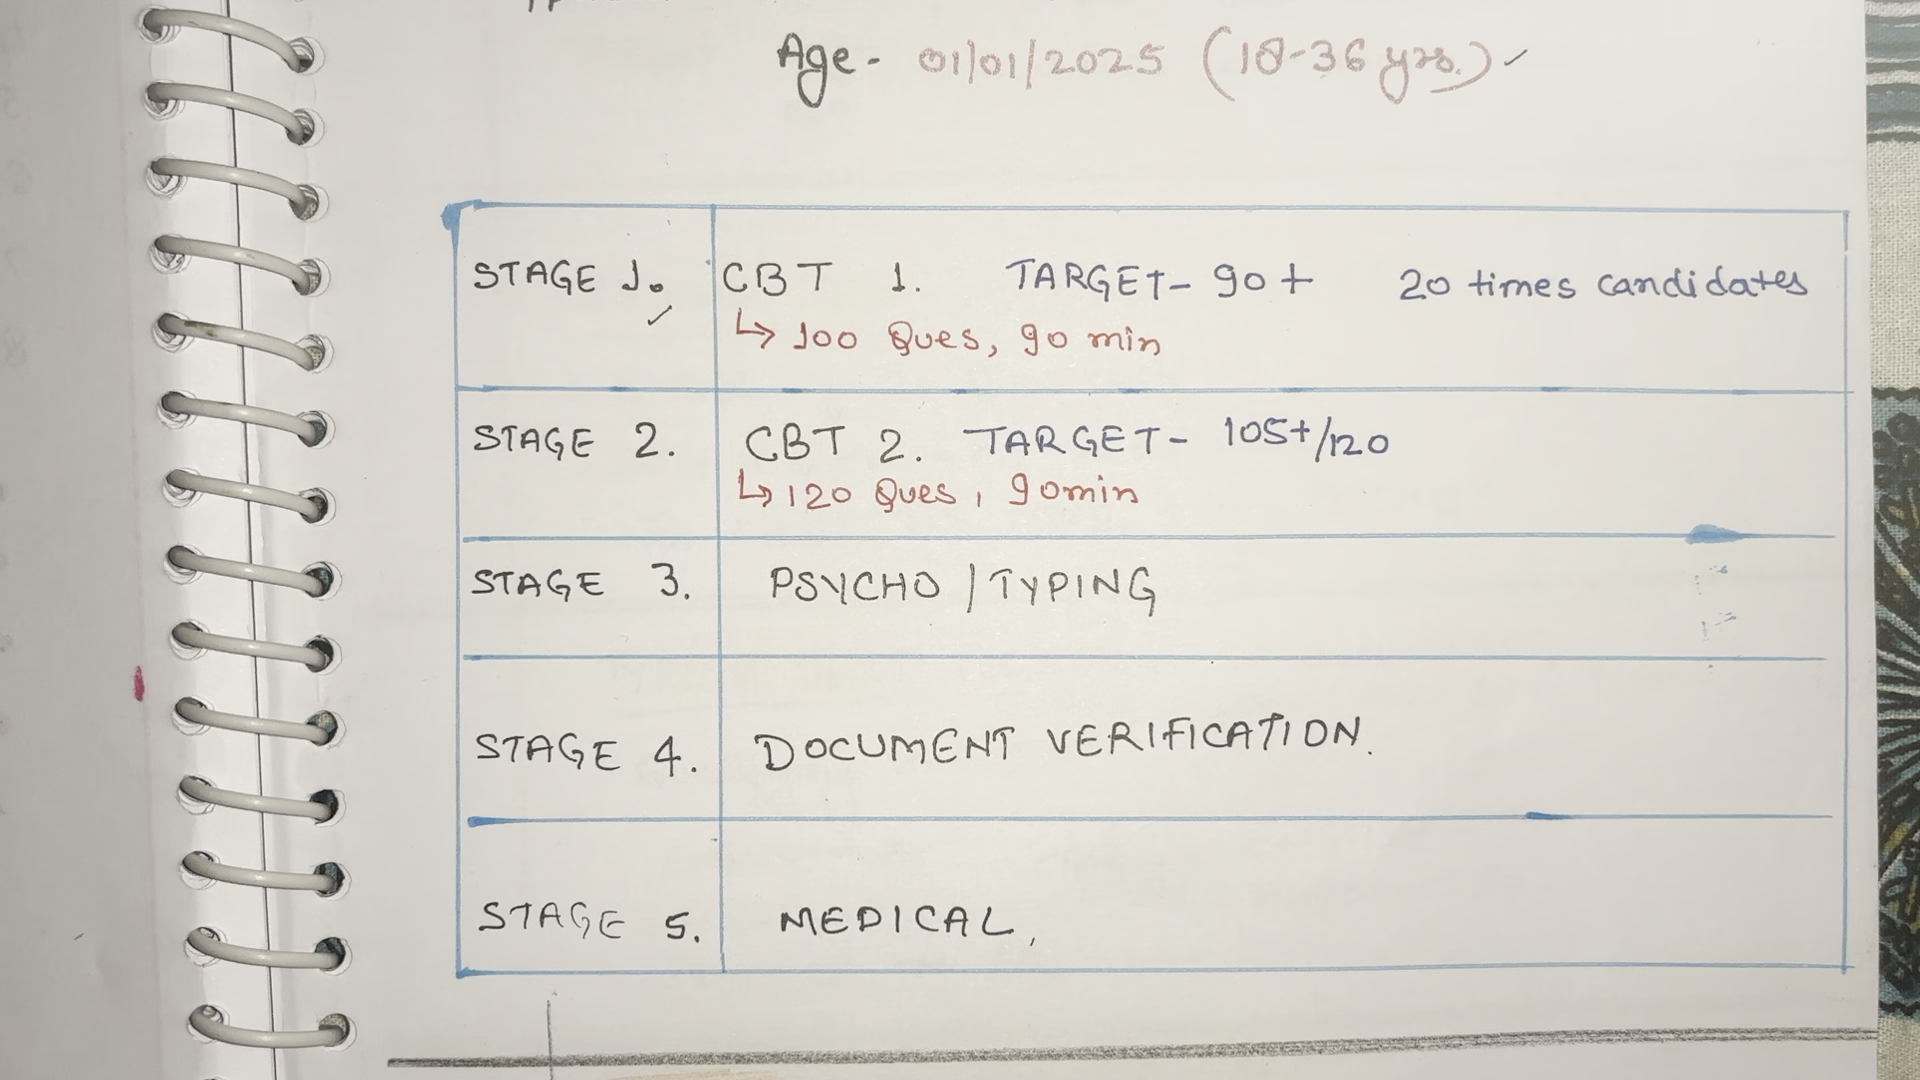 Age - 01/01/2025 (18-36 yrs.) ✓
STAGE 1. ✓ CBT 1. TARGET - 90+ 20 times candidates
↳ 100 Ques, 90 min
STAGE 2. CBT 2. TARGET - 105+/120
↳ 120 Ques, 90min
STAGE 3. PSYCHO / TYPING
STAGE 4. DOCUMENT VERIFICATION.
STAGE 5. MEDICAL,